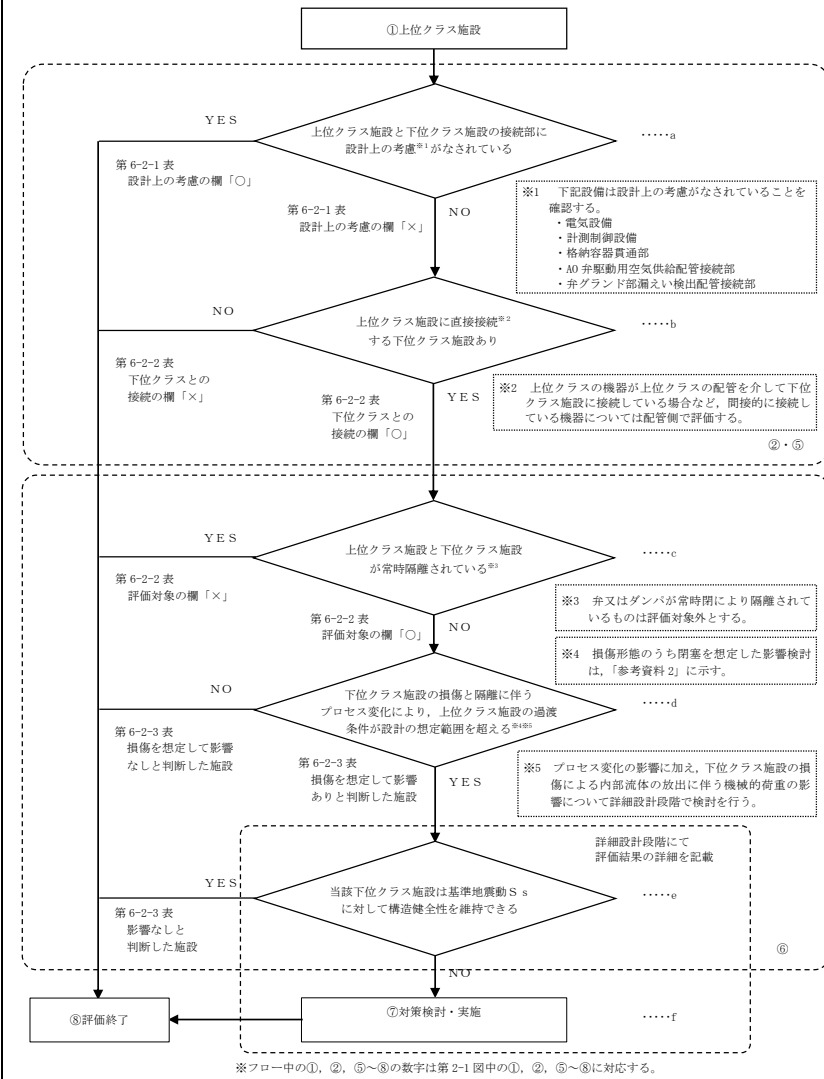 ①上位クラス施設
YES
上位クラス施設と下位クラス施設の接続部に
設計上の考慮※1がなされている
‥‥‥a
第 6-2-1 表
設計上の考慮の欄「○」
第 6-2-1 表
設計上の考慮の欄「×」
NO
※1 下記設備は設計上の考慮がなされていることを
確認する。
・電気設備
・計測制御設備
・格納容器貫通部
・AO 弁駆動用空気供給配管接続部
・弁グランド部漏えい検出配管接続部
NO
上位クラス施設に直接接続※2
する下位クラス施設あり
‥‥‥b
第 6-2-2 表
下位クラスとの
接続の欄「×」
第 6-2-2 表
下位クラスとの
接続の欄「○」
YES
※2 上位クラスの機器が上位クラスの配管を介して下位
クラス施設に接続している場合など，間接的に接続し
ている機器については配管側で評価する。
②・⑤
YES
上位クラス施設と下位クラス施設
が常時隔離されている※3
‥‥‥c
第 6-2-2 表
評価対象の欄「×」
第 6-2-2 表
評価対象の欄「○」
NO
※3 弁又はダンパが常時閉により隔離されて
いるものは評価対象外とする。
※4 損傷形態のうち閉塞を想定した影響検討
は，「参考資料 2」に示す。
NO
下位クラス施設の損傷と隔離に伴う
プロセス変化により，上位クラス施設の過渡
条件が設計の想定範囲を超える※4※5
‥‥‥d
第 6-2-3 表
損傷を想定して影響
なしと判断した施設
第 6-2-3 表
損傷を想定して影響
ありと判断した施設
YES
※5 プロセス変化の影響に加え，下位クラス施設の損
傷による内部流体の放出に伴う機械的荷重の影
響について詳細設計段階で検討を行う。
詳細設計段階にて
評価結果の詳細を記載
YES
当該下位クラス施設は基準地震動Ｓｓ
に対して構造健全性を維持できる
‥‥‥e
第 6-2-3 表
影響なしと
判断した施設
⑥
NO
⑧評価終了
⑦対策検討・実施
‥‥‥f
※フロー中の①，②，⑤～⑧の数字は第 2-1 図中の①，②，⑤～⑧に対応する。